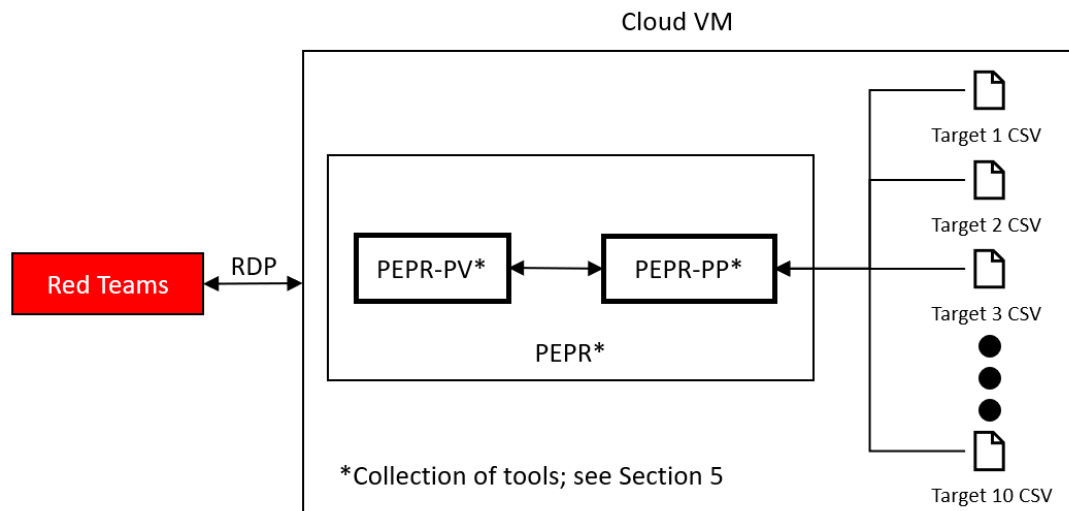 Cloud VM
Target 1 CSV
Target 2 CSV
Red Teams
RDP
PEPR-PV*
PEPR-PP*
Target 3 CSV
PEPR*
*Collection of tools; see Section 5
Target 10 CSV